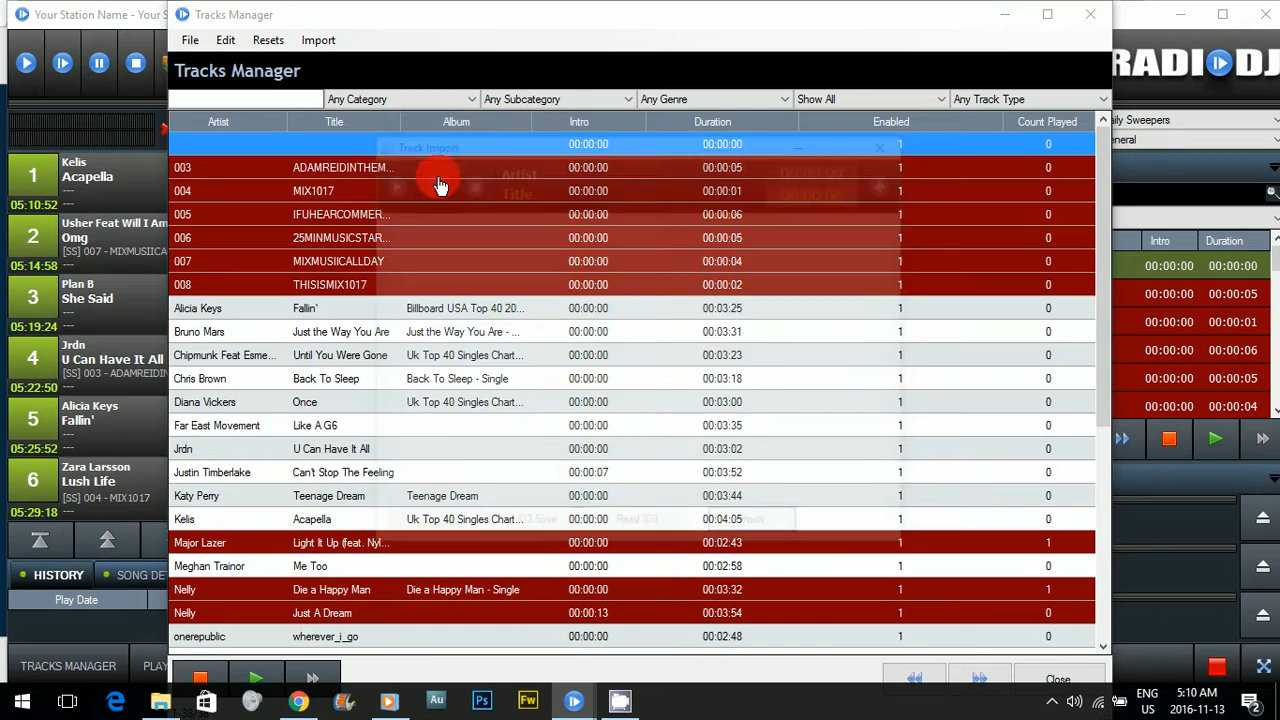 Your Station Name - Your S
Tracks Manager
File Edit Resets Import
Tracks Manager
RADIODJ
Any Category Any Subcategory Any Genre Show All Any Track Type
aily Sweepers
eneral
Artist Title Album Intro Duration Enabled Count Played
00:00:00 00:00:00 1 0
Track Import
003 ADAMREIDINTHEM... 00:00:00 00:00:05 1 0
Artist
Title
004 MIX1017 00:00:00 00:00:01 1 0
005 IFUHEARCOMMER... 00:00:00 00:00:06 1 0
006 25MINMUSICSTAR... 00:00:00 00:00:05 1 0
007 MIXMUSIICALLDAY 00:00:00 00:00:04 1 0
008 THISISMIX1017 00:00:00 00:00:02 1 0
Alicia Keys Fallin' Billboard USA Top 40 20... 00:00:00 00:03:25 1 0
Bruno Mars Just the Way You Are Just the Way You Are - ... 00:00:00 00:03:31 1 0
Chipmunk Feat Esme... Until You Were Gone Uk Top 40 Singles Chart... 00:00:00 00:03:23 1 0
Chris Brown Back To Sleep Back To Sleep - Single 00:00:00 00:03:18 1 0
Diana Vickers Once Uk Top 40 Singles Chart... 00:00:00 00:03:00 1 0
Far East Movement Like A G6 00:00:00 00:03:35 1 0
Jrdn U Can Have It All 00:00:00 00:03:02 1 0
Justin Timberlake Can't Stop The Feeling 00:00:07 00:03:52 1 0
Katy Perry Teenage Dream Teenage Dream 00:00:00 00:03:44 1 0
Kelis Acapella Uk Top 40 Singles Chart... 00:00:00 00:04:05 1 0
Read ID3
Major Lazer Light It Up (feat. Nyl... 00:00:00 00:02:43 1 1
Meghan Trainor Me Too 00:00:00 00:02:58 1 0
Nelly Die a Happy Man Die a Happy Man - Single 00:00:00 00:03:32 1 1
Nelly Just A Dream 00:00:13 00:03:54 1 0
onerepublic wherever_i_go 00:00:00 00:02:48 1 0
Close
1 Kelis
Acapella
05:10:52 ---
2 Usher Feat Will I Am
Omg
05:14:58 [SS] 007 - MIXMUSIICA
3 Plan B
She Said
05:19:24 ---
4 Jrdn
U Can Have It All
05:22:50 [SS] 003 - ADAMREIDIN
5 Alicia Keys
Fallin'
05:25:52 ---
6 Zara Larsson
Lush Life
05:29:18 [SS] 004 - MIX1017
HISTORY SONG DE
Play Date
TRACKS MANAGER PLAY
Intro Duration
00:00:00 00:00:00
00:00:00 00:00:05
00:00:00 00:00:01
00:00:00 00:00:06
00:00:00 00:00:05
00:00:00 00:00:04
Au Ps Fw
ENG
US
5:10 AM
2016-11-13
2